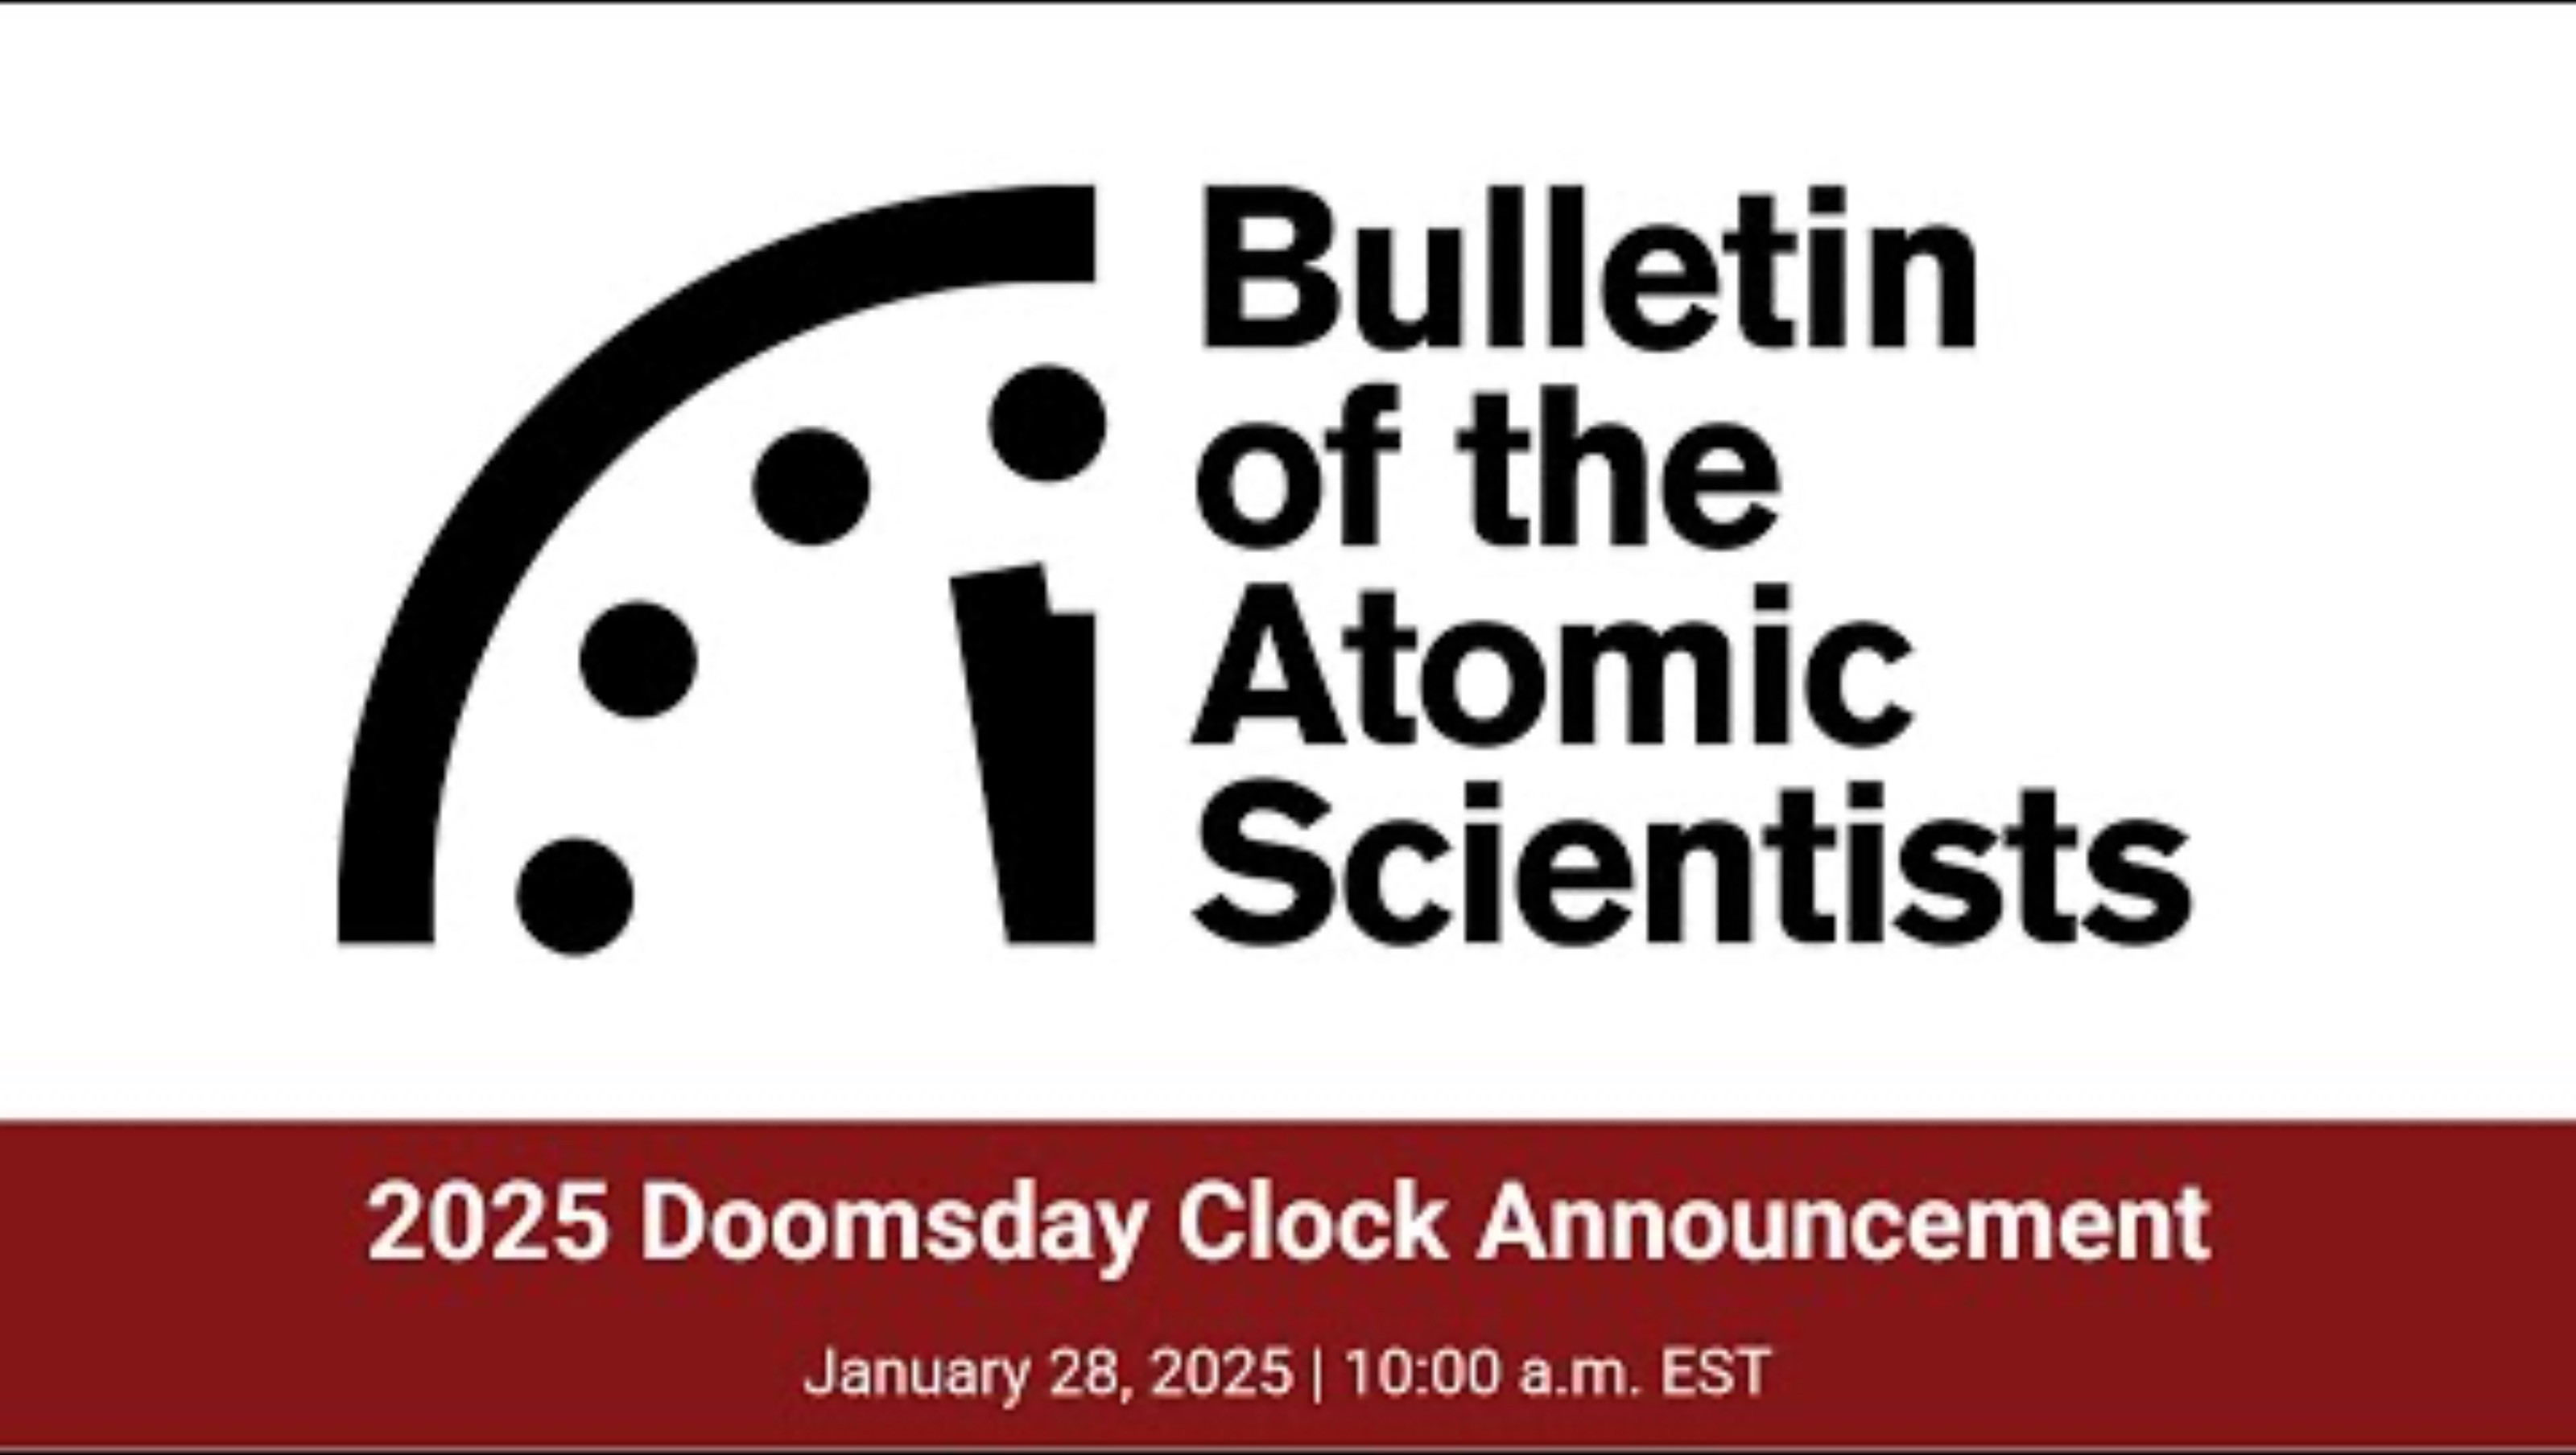 Bulletin
of the
Atomic
Scientists
2025 Doomsday Clock Announcement
January 28, 2025 | 10:00 a.m. EST